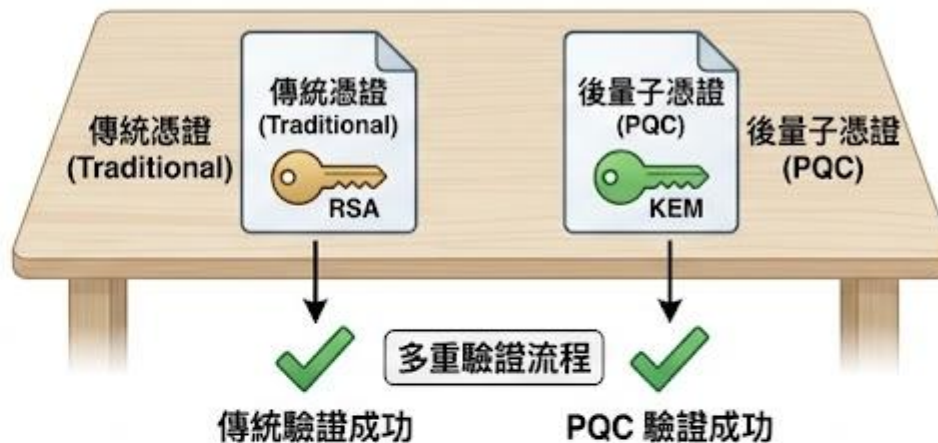 傳統憑證
(Traditional)
傳統憑證
(Traditional)
RSA
後量子憑證
(PQC)
KEM
後量子憑證
(PQC)
多重驗證流程
傳統驗證成功
PQC 驗證成功